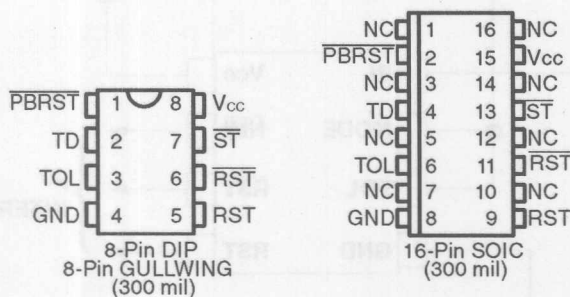 PBRST 1 8 Vcc
TD 2 7 ST
TOL 3 6 RST
GND 4 5 RST
8-Pin DIP
8-Pin GULLWING
(300 mil)
NC 1 16 NC
PBRST 2 15 Vcc
NC 3 14 NC
TD 4 13 ST
NC 5 12 NC
TOL 6 11 RST
NC 7 10 NC
GND 8 9 RST
16-Pin SOIC
(300 mil)